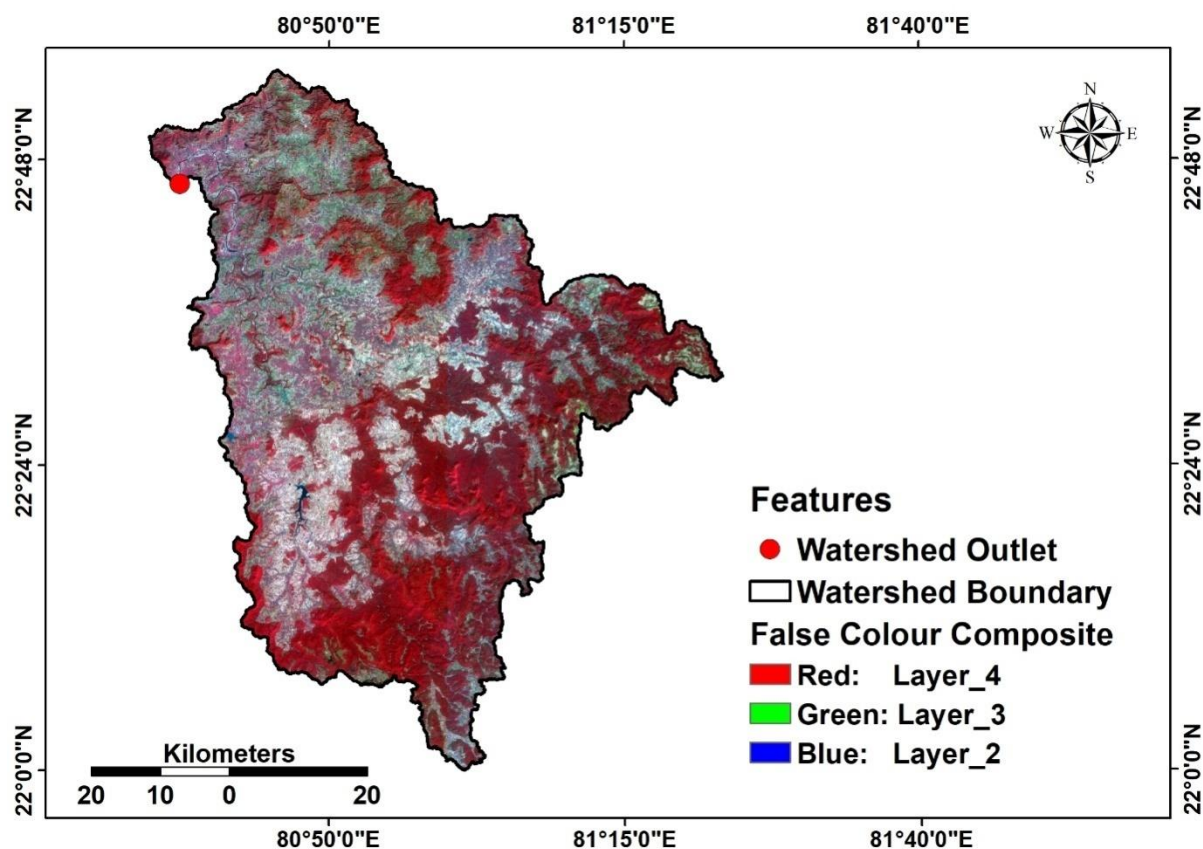 80°50'0"E 81°15'0"E 81°40'0"E
22°48'0"N
22°24'0"N
22°0'0"N
N
W E
S
22°48'0"N
22°24'0"N
22°0'0"N
Features
Watershed Outlet
Watershed Boundary
False Colour Composite
Red: Layer_4
Green: Layer_3
Blue: Layer_2
Kilometers
20 10 0 20
80°50'0"E 81°15'0"E 81°40'0"E